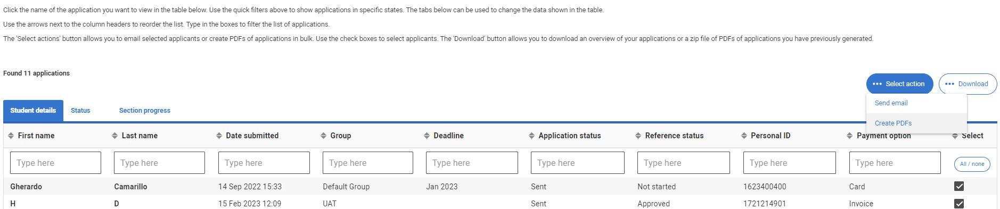 Click the name of the application you want to view in the table below. Use the quick filters above to show applications in specific states. The tabs below can be used to change the data shown in the table.
Use the arrows next to the column headers to reorder the list. Type in the boxes to filter the list of applications.
The 'Select actions' button allows you to email selected applicants or create PDFs of applications in bulk. Use the check boxes to select applicants. The 'Download' button allows you to download an overview of your applications or a zip file of PDFs of applications you have previously generated.
Found 11 applications
Select action Download
Send email
Create PDFs
Student details Status Section progress
First name Last name Date submitted Group Deadline Application status Reference status Personal ID Payment option Select
Type here Type here Type here Type here Type here Type here Type here Type here Type here All / none
Gherardo Camarillo 14 Sep 2022 15:33 Default Group Jan 2023 Sent Not started 1623400400 Card
H D 15 Feb 2023 12:09 UAT Sent Approved 1721214901 Invoice